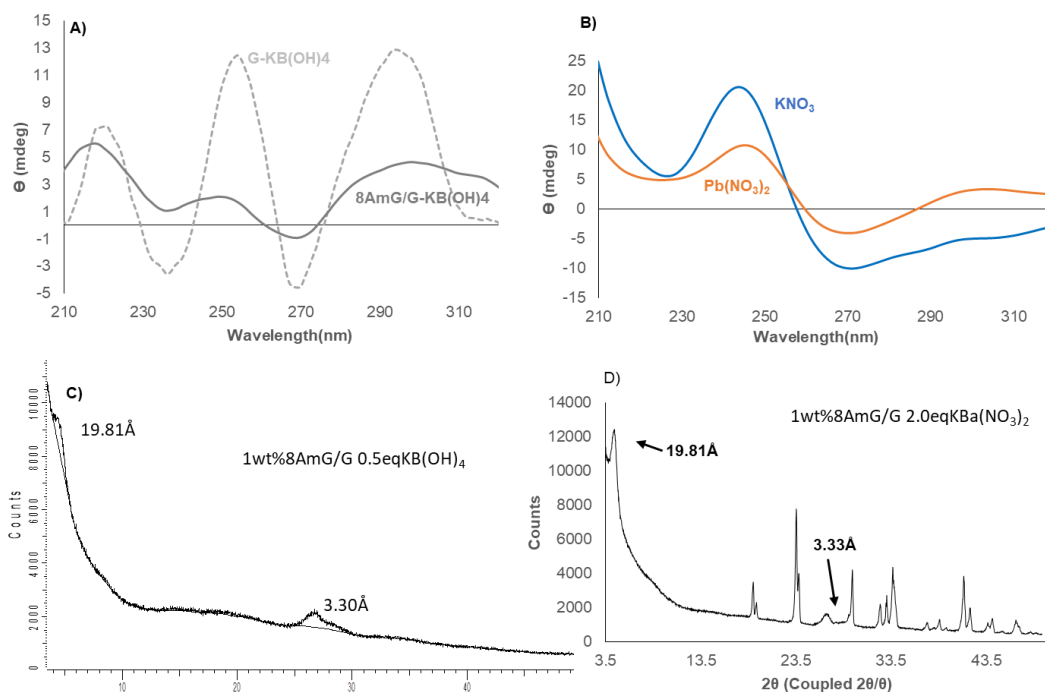 A)
15
13
11
9
7
5
3
1
-1
-3
-5
Ɵ (mdeg)
G-KB(OH)4
8AmG/G-KB(OH)4
210 230 250 270 290 310
Wavelength(nm)
B)
25
20
15
10
5
0
-5
-10
-15
Ɵ (mdeg)
KNO₃
Pb(NO₃)₂
210 230 250 270 290 310
Wavelength(nm)
C)
10000
8000
6000
4000
2000
0
Counts
19.81Å
1wt%8AmG/G 0.5eqKB(OH)₄
3.30Å
10 20 30 40
D)
14000
12000
10000
8000
6000
4000
2000
0
Counts
1wt%8AmG/G 2.0eqKBa(NO₃)₂
19.81Å
3.33Å
3.5 13.5 23.5 33.5 43.5
2θ (Coupled 2θ/θ)